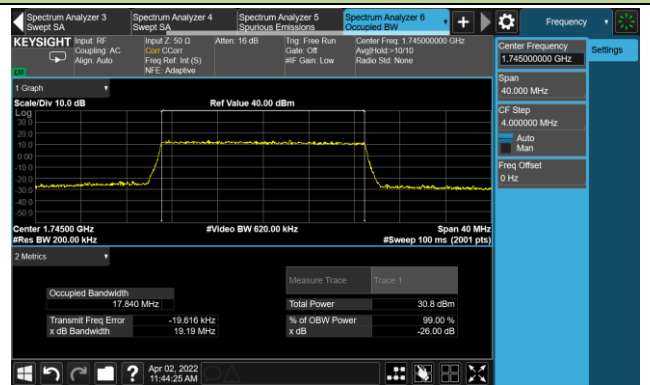 Spectrum Analyzer 3
Swept SA
Spectrum Analyzer 4
Swept SA
Spectrum Analyzer 5
Spurious Emissions
Spectrum Analyzer 6
Occupied BW
Frequency
KEYSIGHT
Input: RF
Coupling: AC
Align: Auto
Input Z: 50 Ω
Corr CCorr
Freq Ref: Int (S)
NFE: Adaptive
Atten: 16 dB
Trig: Free Run
Gate: Off
#IF Gain: Low
Center Freq: 1.745000000 GHz
Avg|Hold:>10/10
Radio Std: None
Center Frequency
1.745000000 GHz
Settings
Span
40.000 MHz
CF Step
4.000000 MHz
Auto
Man
Freq Offset
0 Hz
1 Graph
Scale/Div 10.0 dB
Ref Value 40.00 dBm
Log
30.0
20.0
10.0
0.00
-10.0
-20.0
-30.0
-40.0
-50.0
Center 1.74500 GHz
#Video BW 620.00 kHz
Span 40 MHz
#Res BW 200.00 kHz
#Sweep 100 ms (2001 pts)
2 Metrics
Measure Trace
Trace 1
Occupied Bandwidth
17.840 MHz
Total Power
30.8 dBm
Transmit Freq Error
-19.616 kHz
% of OBW Power
99.00 %
x dB Bandwidth
19.19 MHz
x dB
-26.00 dB
?
Apr 02, 2022
11:44:25 AM